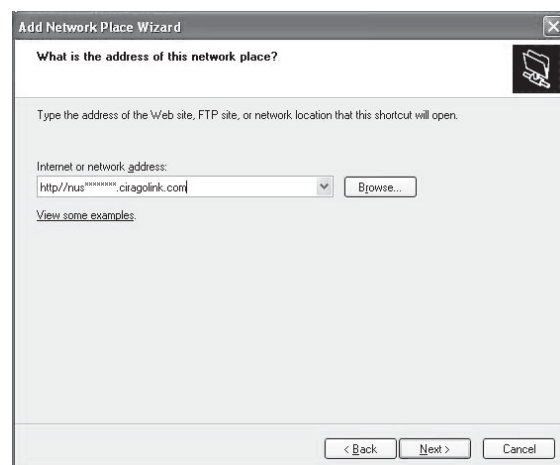 Add Network Place Wizard
What is the address of this network place?
Type the address of the Web site, FTP site, or network location that this shortcut will open.
Internet or network address:
http//nus********.ciragolink.com
Browse...
View some examples.
< Back
Next >
Cancel